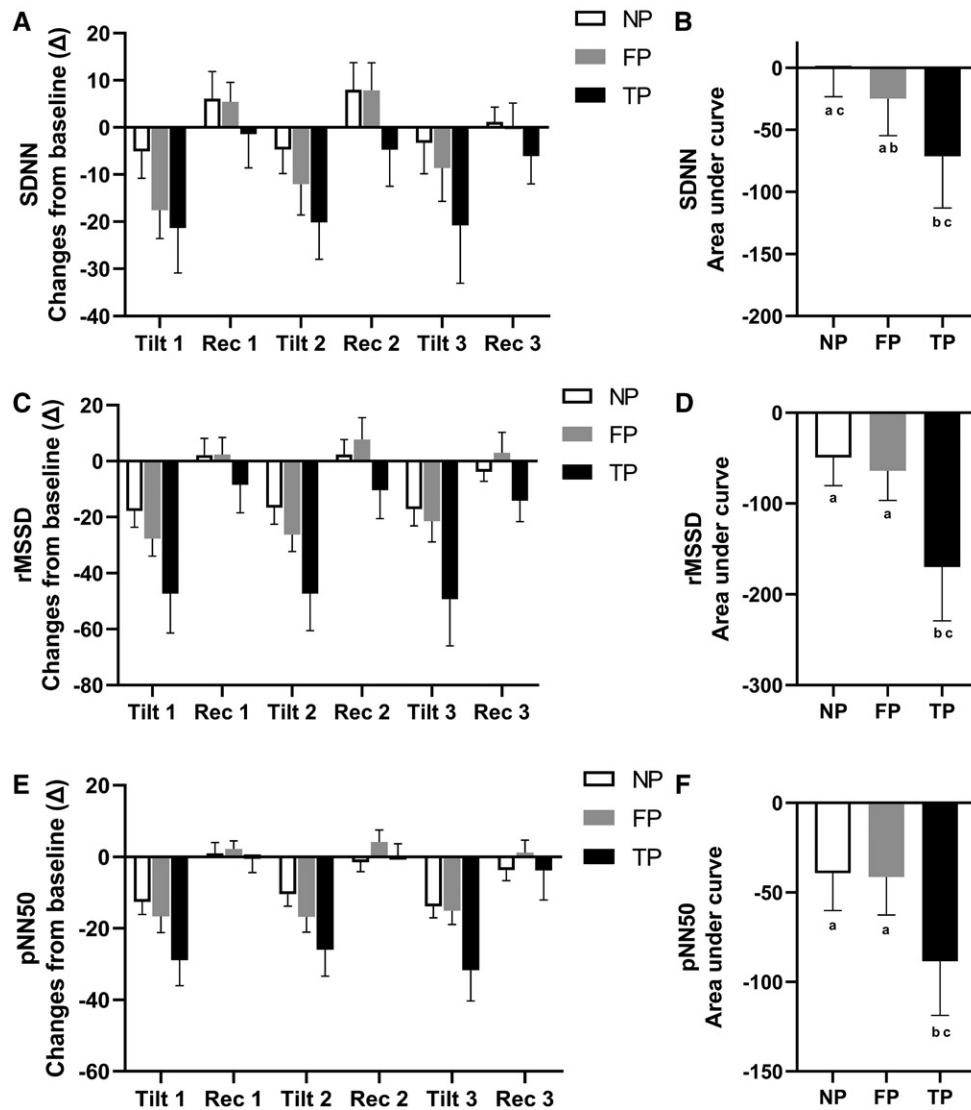 A
SDNN
Changes from baseline (Δ)
20
10
0
-10
-20
-30
-40
Tilt 1 Rec 1 Tilt 2 Rec 2 Tilt 3 Rec 3
NP
FP
TP
B
SDNN
Area under curve
0
-50
-100
-150
-200
a c
a b
b c
NP FP TP
C
rMSSD
Changes from baseline (Δ)
20
0
-20
-40
-60
-80
Tilt 1 Rec 1 Tilt 2 Rec 2 Tilt 3 Rec 3
NP
FP
TP
D
rMSSD
Area under curve
0
-100
-200
-300
a
a
b c
NP FP TP
E
pNN50
Changes from baseline (Δ)
20
0
-20
-40
-60
Tilt 1 Rec 1 Tilt 2 Rec 2 Tilt 3 Rec 3
NP
FP
TP
F
pNN50
Area under curve
0
-50
-100
-150
a
a
b c
NP FP TP